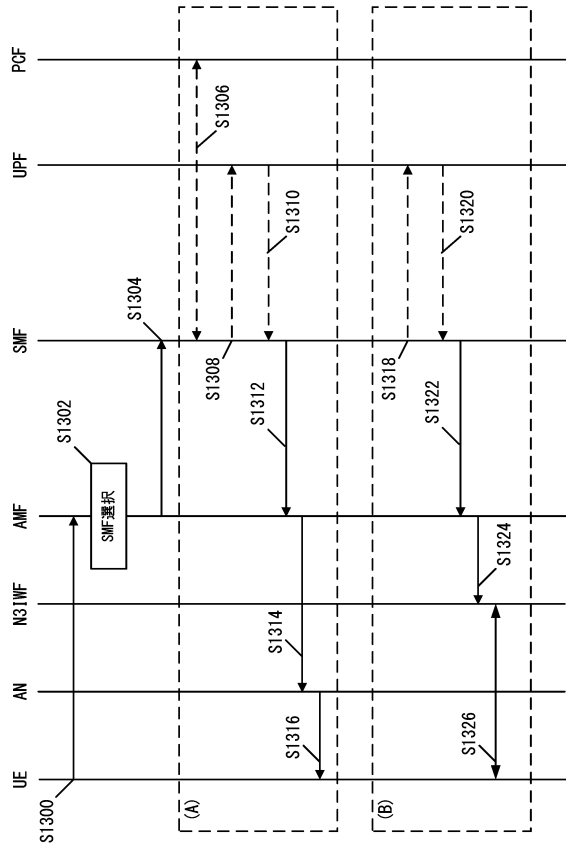 UE
AN
N3IWF
AMF
SMF
UPF
PCF
S1300
SMF選択
S1302
S1304
(A)
S1306
S1308
S1310
S1312
S1314
S1316
(B)
S1318
S1320
S1322
S1324
S1326